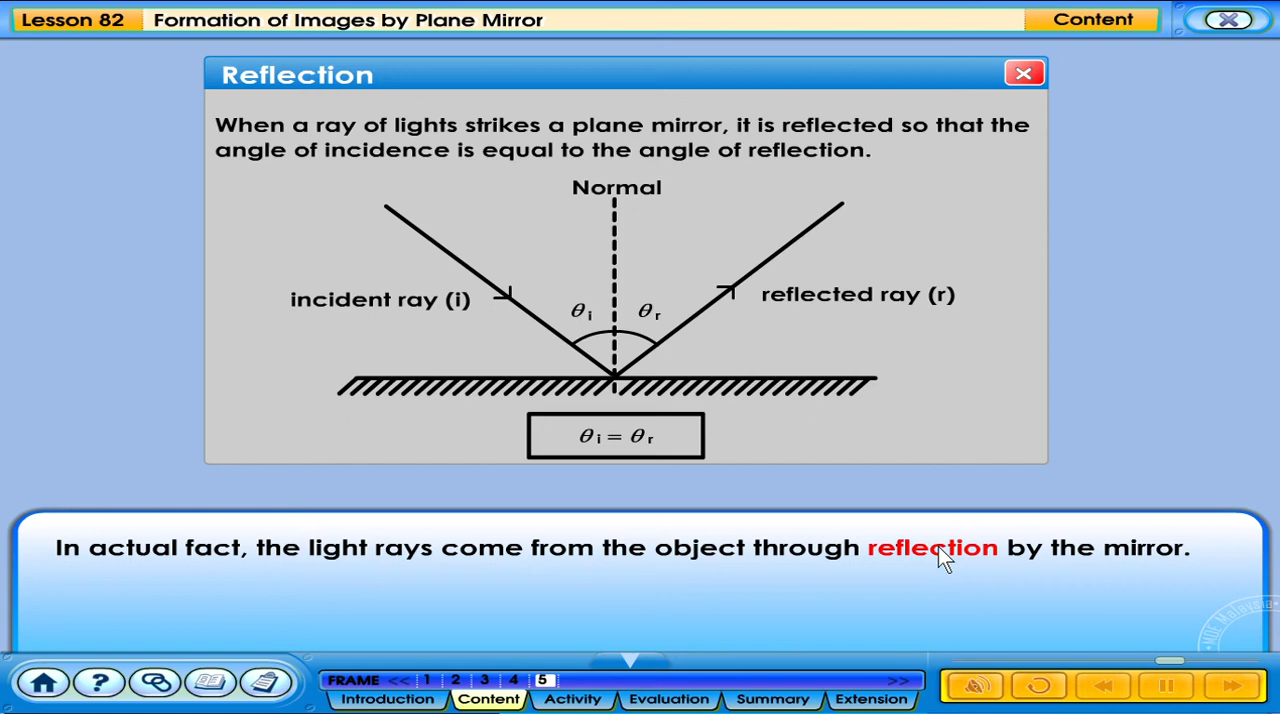 Lesson 82
Formation of Images by Plane Mirror
Content
Reflection
When a ray of lights strikes a plane mirror, it is reflected so that the
angle of incidence is equal to the angle of reflection.
Normal
incident ray (i)
θi
θr
reflected ray (r)
θi = θr
In actual fact, the light rays come from the object through reflection by the mirror.
MOE Malaysia
?
FRAME << 1 2 3 4 5 >>
Introduction Content Activity Evaluation Summary Extension